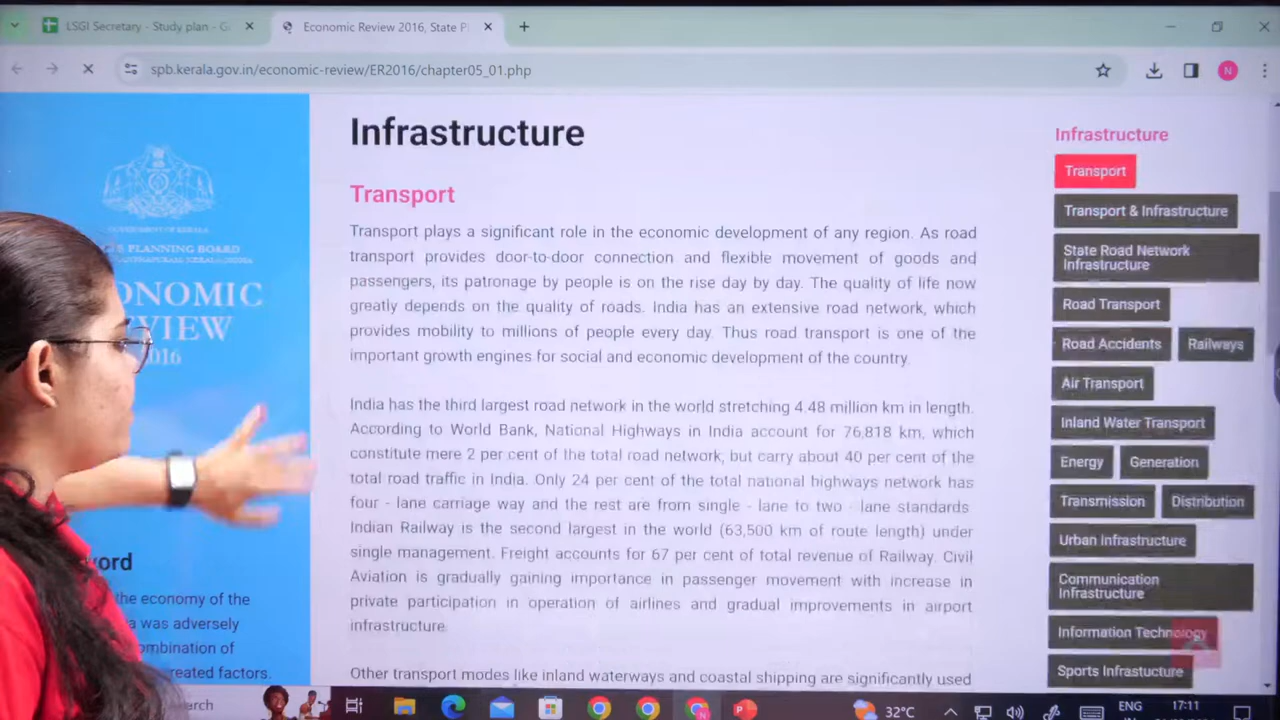 LSGI Secretary - Study plan - G
Economic Review 2016, State P
spb.kerala.gov.in/economic-review/ER2016/chapter05_01.php
N
GOVERNMENT OF KERALA
PLANNING BOARD
KERALA, INDIA
ONOMIC
VIEW
2016
word
the economy of the
a was adversely
ombination of
reated factors.
Infrastructure
Transport
Transport plays a significant role in the economic development of any region. As road
transport provides door-to-door connection and flexible movement of goods and
passengers, its patronage by people is on the rise day by day. The quality of life now
greatly depends on the quality of roads. India has an extensive road network, which
provides mobility to millions of people every day. Thus road transport is one of the
important growth engines for social and economic development of the country.
India has the third largest road network in the world stretching 4.48 million km in length.
According to World Bank, National Highways in India account for 76,818 km, which
constitute mere 2 per cent of the total road network, but carry about 40 per cent of the
total road traffic in India. Only 24 per cent of the total national highways network has
four - lane carriage way and the rest are from single - lane to two - lane standards.
Indian Railway is the second largest in the world (63,500 km of route length) under
single management. Freight accounts for 67 per cent of total revenue of Railway. Civil
Aviation is gradually gaining importance in passenger movement with increase in
private participation in operation of airlines and gradual improvements in airport
infrastructure.
Other transport modes like inland waterways and coastal shipping are significantly used
Infrastructure
Transport
Transport & Infrastructure
State Road Network
Infrastructure
Road Transport
Road Accidents Railways
Air Transport
Inland Water Transport
Energy Generation
Transmission Distribution
Urban Infrastructure
Communication
Infrastructure
Information Technology
Sports Infrastucture
earch
32°C
ENG
IN
17:11